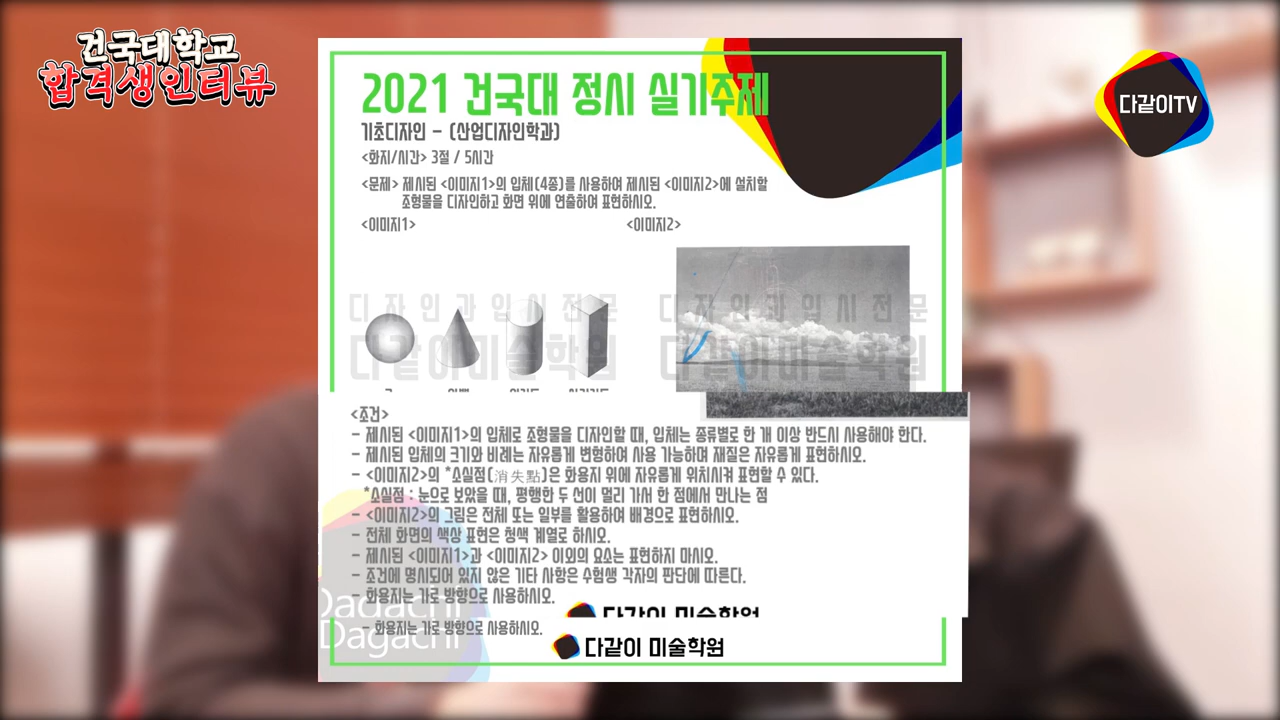 건국대학교
합격생인터뷰
다같이TV
2021 건국대 정시 실기주제
기초디자인 - (산업디자인학과)
<화지/시간> 3절 / 5시간
<문제> 제시된 <이미지1>의 입체(4종)를 사용하여 제시된 <이미지2>에 설치할
조형물을 디자인하고 화면 위에 연출하여 표현하시오.
<이미지1>
<이미지2>
디자인과입시전문
다같이미술학원
디자인과입시전문
다같이미술학원
<조건>
- 제시된 <이미지1>의 입체로 조형물을 디자인할 때, 입체는 종류별로 한 개 이상 반드시 사용해야 한다.
- 제시된 입체의 크기와 비례는 자유롭게 변형하여 사용 가능하며 재질은 자유롭게 표현하시오.
- <이미지2>의 *소실점(消失點)은 화용지 위에 자유롭게 위치시켜 표현할 수 있다.
*소실점 : 눈으로 보았을 때, 평행한 두 선이 멀리 가서 한 점에서 만나는 점
- <이미지2>의 그림은 전체 또는 일부를 활용하여 배경으로 표현하시오.
- 전체 화면의 색상 표현은 청색 계열로 하시오.
- 제시된 <이미지1>과 <이미지2> 이외의 요소는 표현하지 마시오.
- 조건에 명시되어 있지 않은 기타 사항은 수험생 각자의 판단에 따른다.
- 화용지는 가로 방향으로 사용하시오.
다같이 미술학원
Dadachi
- 화용지는 가로 방향으로 사용하시오.
Dagachi
다같이 미술학원